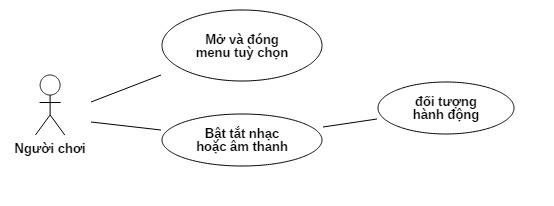 Mở và đóng
menu tuỳ chọn
đối tượng
hành động
Bật tắt nhạc
hoặc âm thanh
Người chơi